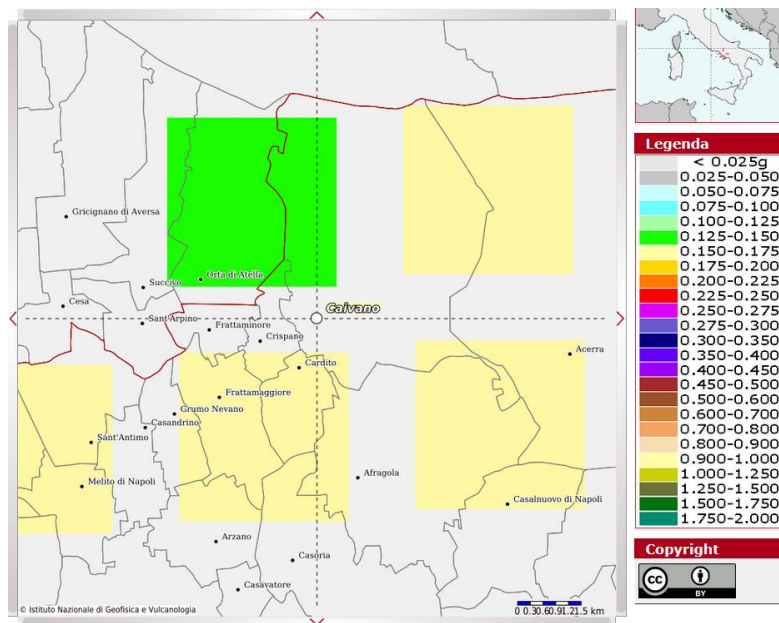 Gricignano di Aversa
Orta di Atella
Succivo
Cesa
Sant'Arpino
Frattaminore
Caivano
Crispano
Cardito
Acerra
Frattamaggiore
Grumo Nevano
Casandrino
Sant'Antimo
Melito di Napoli
Afragola
Casalnuovo di Napoli
Arzano
Casoria
Casavatore
© Istituto Nazionale di Geofisica e Vulcanologia
0 0.30.60.91.21.5 km
Legenda
< 0.025g
0.025-0.050
0.050-0.075
0.075-0.100
0.100-0.125
0.125-0.150
0.150-0.175
0.175-0.200
0.200-0.225
0.225-0.250
0.250-0.275
0.275-0.300
0.300-0.350
0.350-0.400
0.400-0.450
0.450-0.500
0.500-0.600
0.600-0.700
0.700-0.800
0.800-0.900
0.900-1.000
1.000-1.250
1.250-1.500
1.500-1.750
1.750-2.000
Copyright
cc
BY